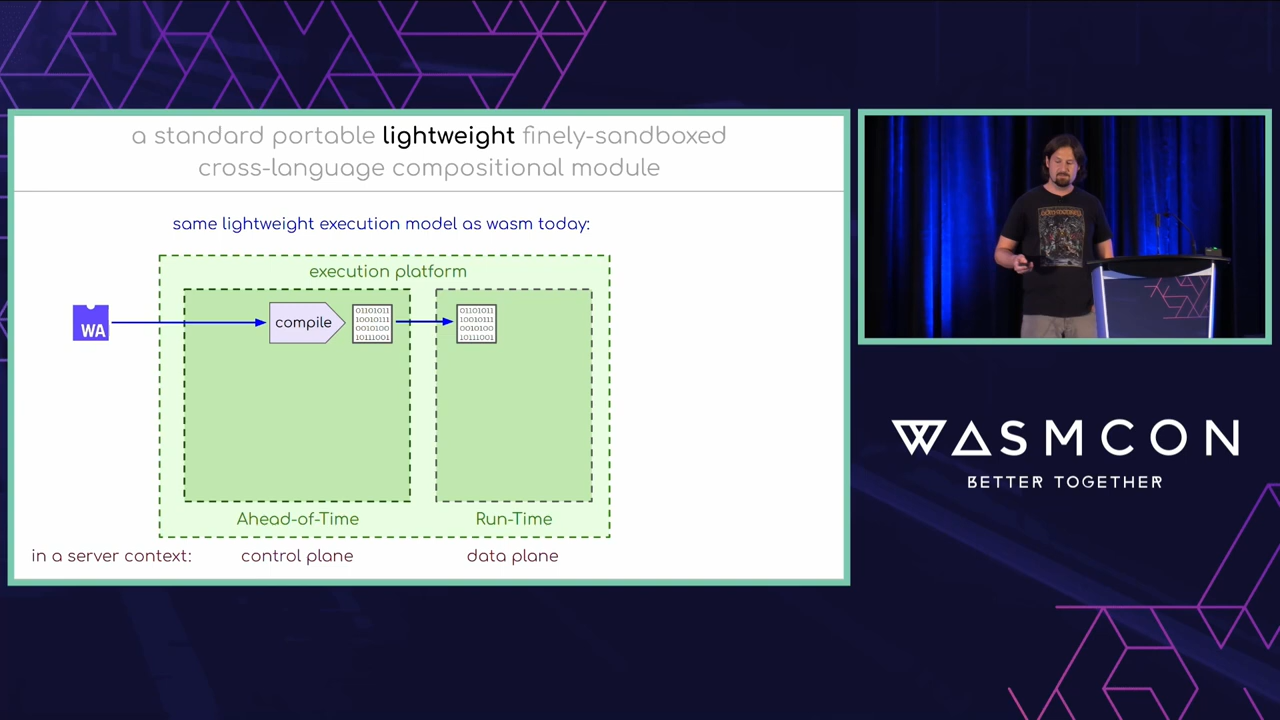 a standard portable lightweight finely-sandboxed
cross-language compositional module
same lightweight execution model as wasm today:
execution platform
WA
compile
01101011
10010111
0010100
10111001
01101011
10010111
0010100
10111001
Ahead-of-Time
Run-Time
in a server context:
control plane
data plane
WASMCON
BETTER TOGETHER